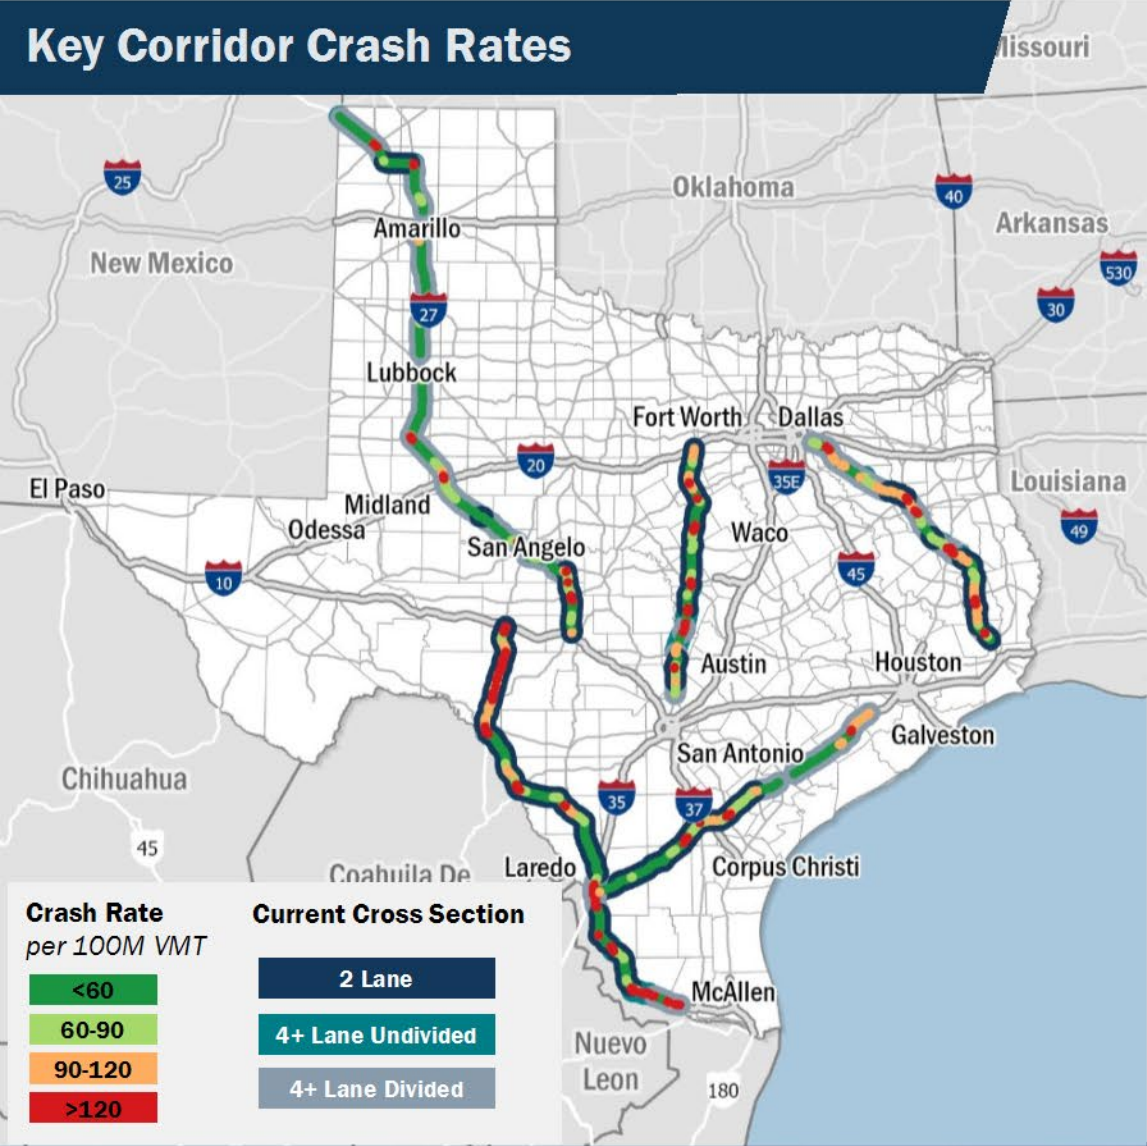 Key Corridor Crash Rates
Missouri
25
Oklahoma
40
Arkansas
Amarillo
New Mexico
530
30
27
Lubbock
Fort Worth
Dallas
20
35E
El Paso
Louisiana
Midland
Odessa
49
Waco
San Angelo
10
45
Austin
Houston
Galveston
San Antonio
Chihuahua
35
37
45
Laredo
Corpus Christi
Coahuila De
Crash Rate
per 100M VMT
<60
60-90
90-120
>120
Current Cross Section
2 Lane
4+ Lane Undivided
4+ Lane Divided
McAllen
Nuevo
Leon
180